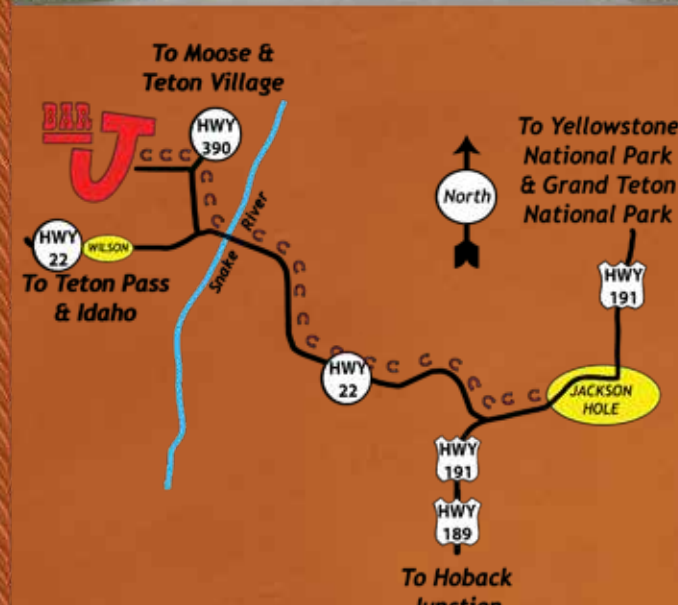 To Moose &
Teton Village
BAR
J
HWY
390
North
To Yellowstone
National Park
& Grand Teton
National Park
HWY
191
HWY
22
WILSON
To Teton Pass
& Idaho
Snake River
HWY
22
JACKSON
HOLE
HWY
191
HWY
189
To Hoback
Junction